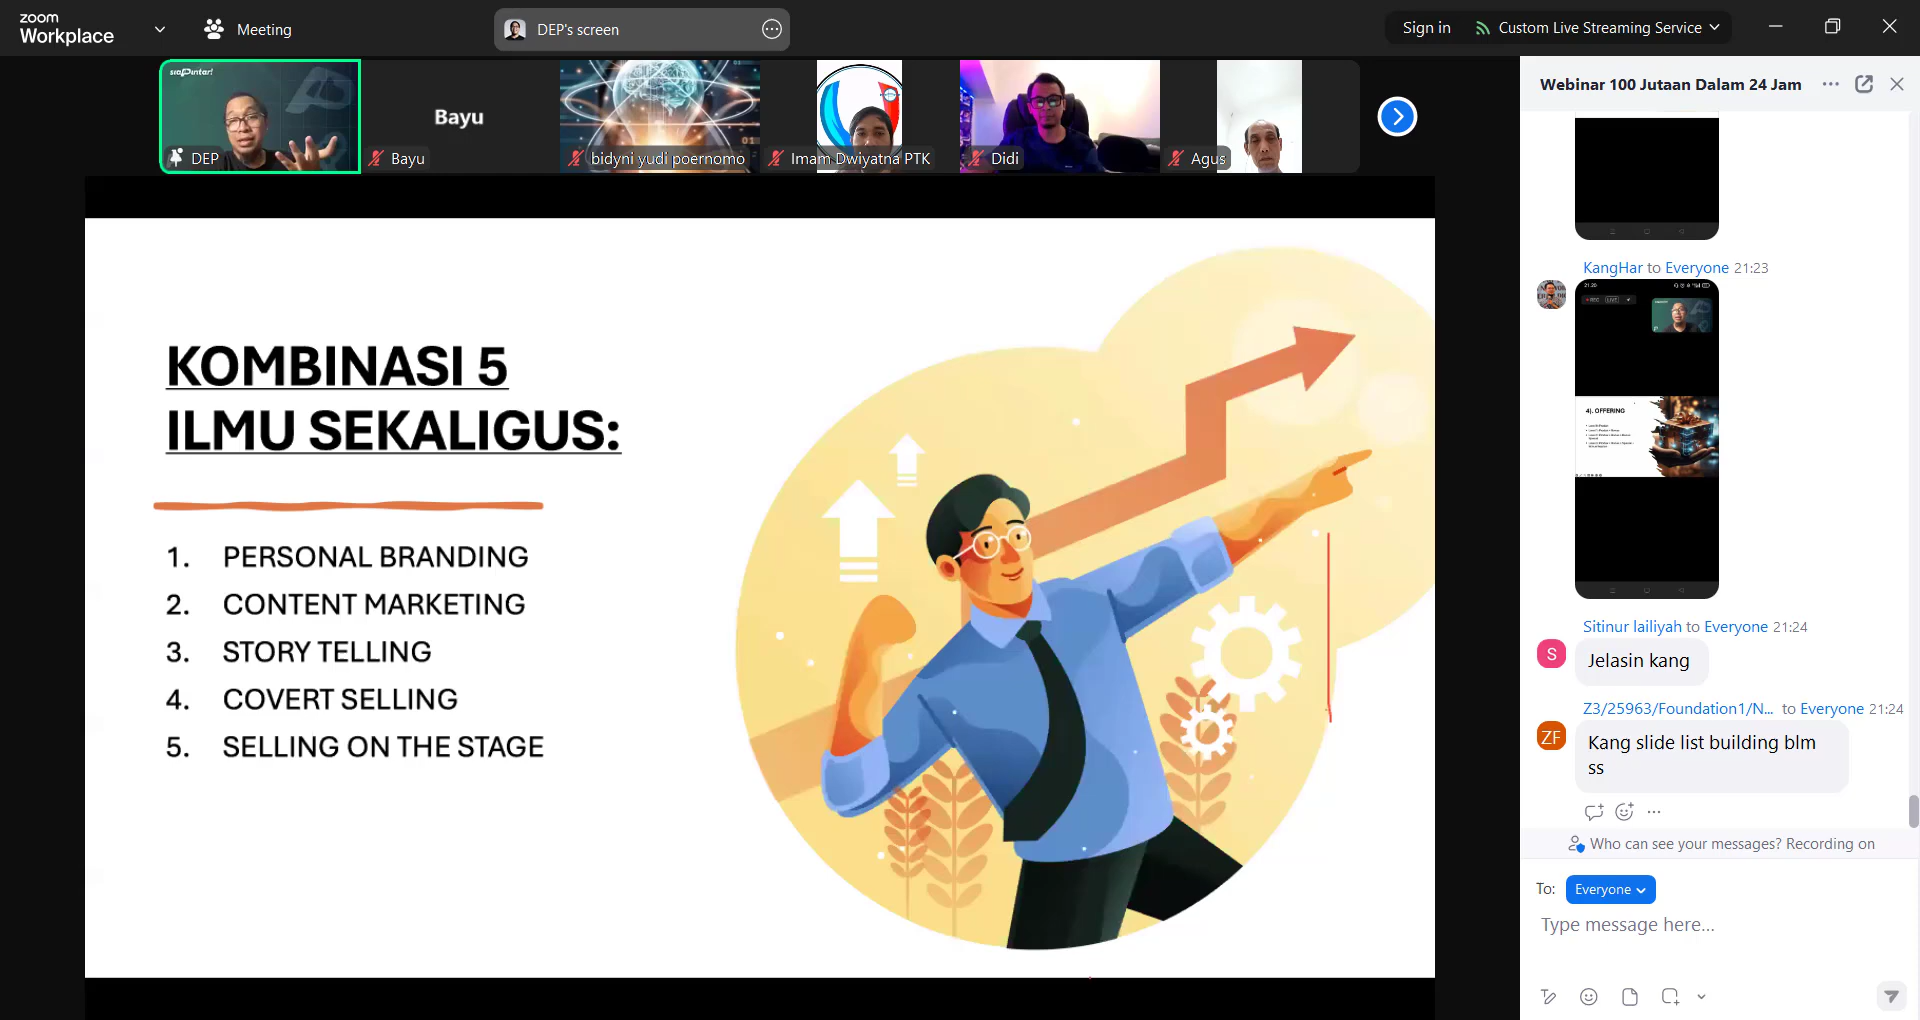 zoom
Workplace
Meeting
DEP's screen
Sign in
Custom Live Streaming Service
siapintar!
DEP
Bayu
Bayu
bidyni yudi poernomo
Imam Dwiyatna PTK
Didi
Agus
KOMBINASI 5
ILMU SEKALIGUS:
1. PERSONAL BRANDING
2. CONTENT MARKETING
3. STORY TELLING
4. COVERT SELLING
5. SELLING ON THE STAGE
Webinar 100 Jutaan Dalam 24 Jam
KangHar to Everyone 21:23
4). OFFERING
Sitinur lailiyah to Everyone 21:24
S
Jelasin kang
Z3/25963/Foundation1/N... to Everyone 21:24
ZF
Kang slide list building blm
ss
Who can see your messages? Recording on
To: Everyone
Type message here...